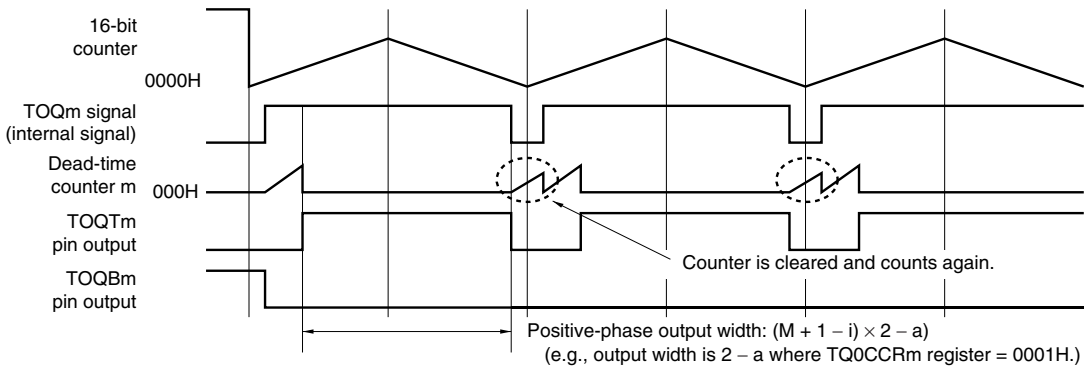 16-bit
counter
0000H
TOQm signal
(internal signal)
Dead-time
counter m
000H
TOQTm
pin output
Counter is cleared and counts again.
TOQBm
pin output
Positive-phase output width: (M + 1 – i) × 2 – a)
(e.g., output width is 2 – a where TQ0CCRm register = 0001H.)